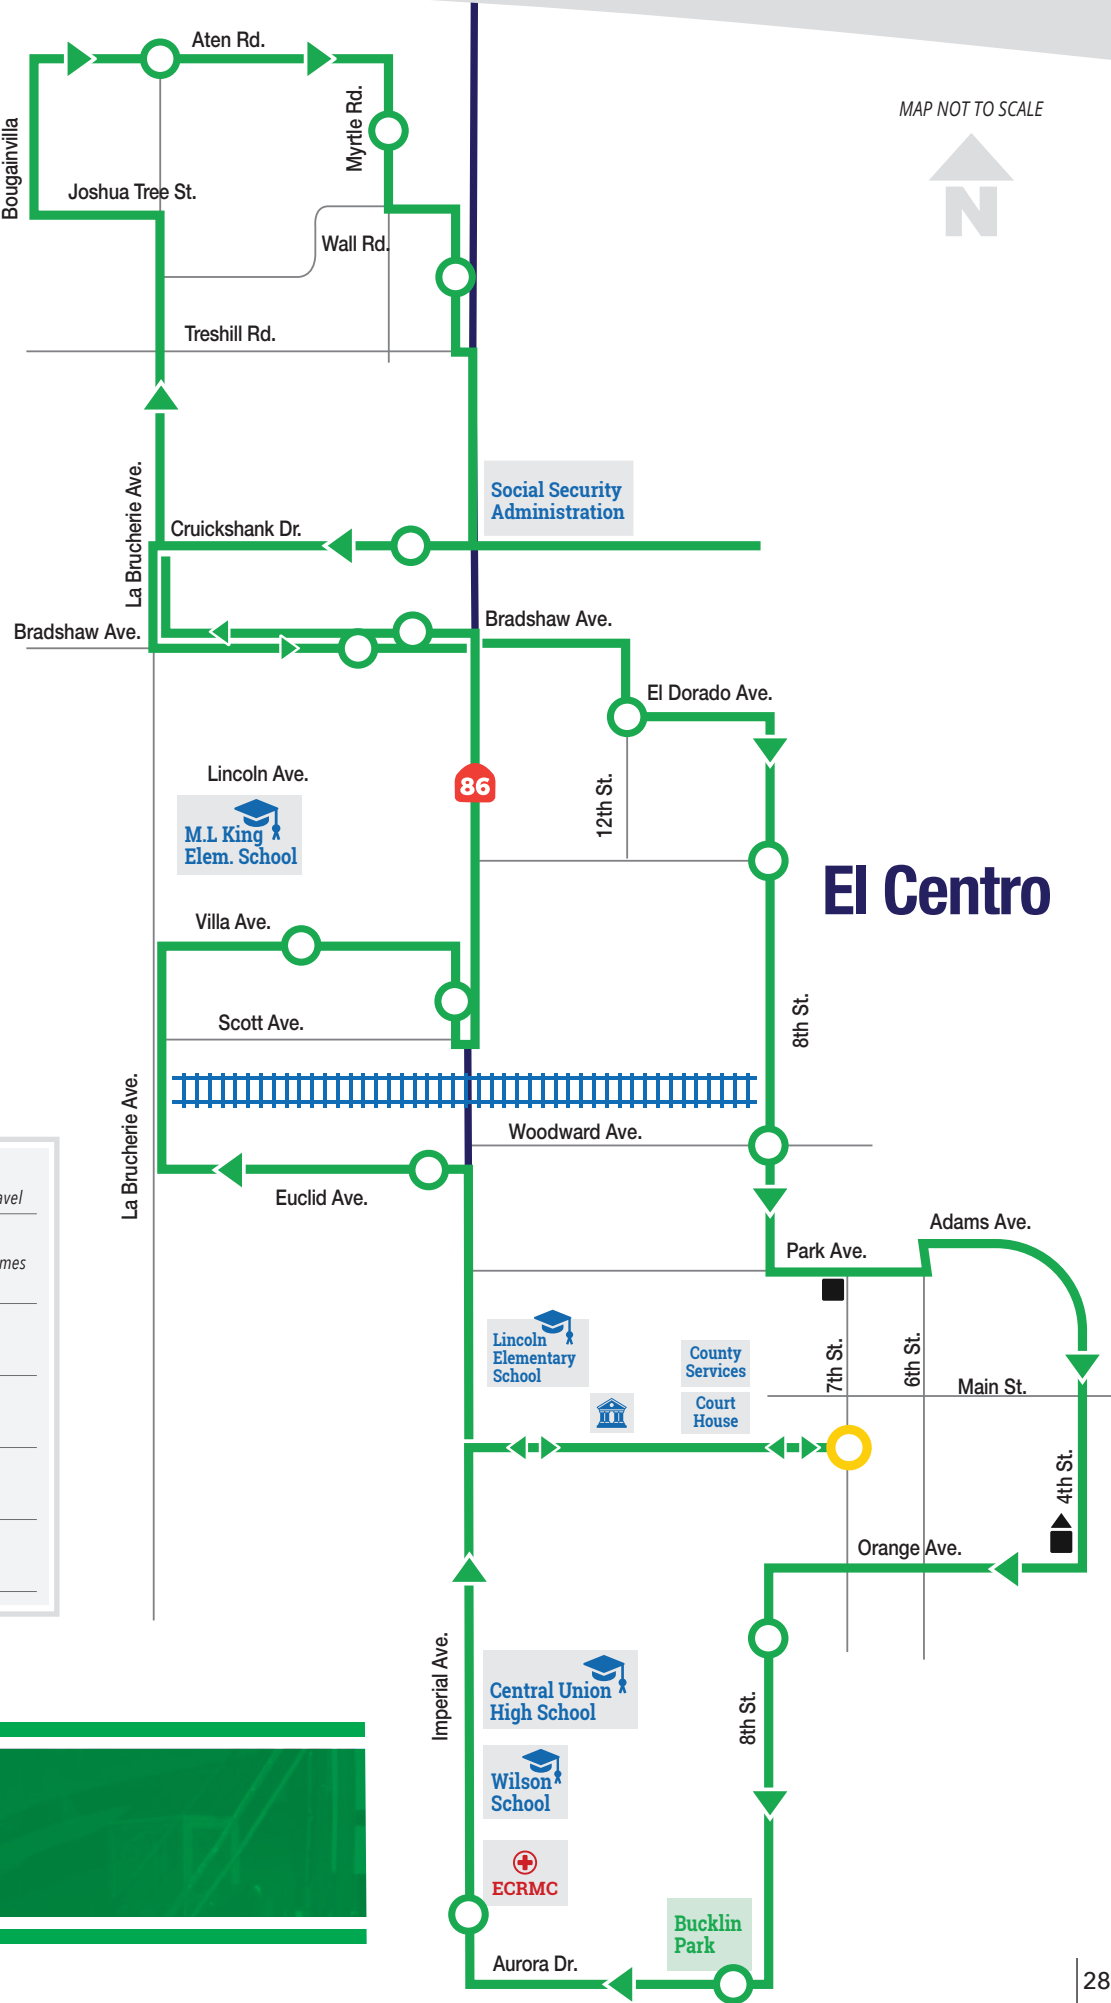 Aten Rd.
MAP NOT TO SCALE
N
Bougainvilla
Myrtle Rd.
Joshua Tree St.
Wall Rd.
Treshill Rd.
La Brucherie Ave.
Social Security
Administration
Cruickshank Dr.
Bradshaw Ave.
Bradshaw Ave.
El Dorado Ave.
Lincoln Ave.
86
12th St.
M.L King
Elem. School
El Centro
Villa Ave.
8th St.
Scott Ave.
La Brucherie Ave.
Woodward Ave.
Euclid Ave.
avel
Adams Ave.
Park Ave.
mes
Lincoln
Elementary
School
County
Services
7th St.
6th St.
Main St.
Court
House
4th St.
Orange Ave.
Imperial Ave.
Central Union
High School
8th St.
Wilson
School
ECRMC
Bucklin
Park
Aurora Dr.
28